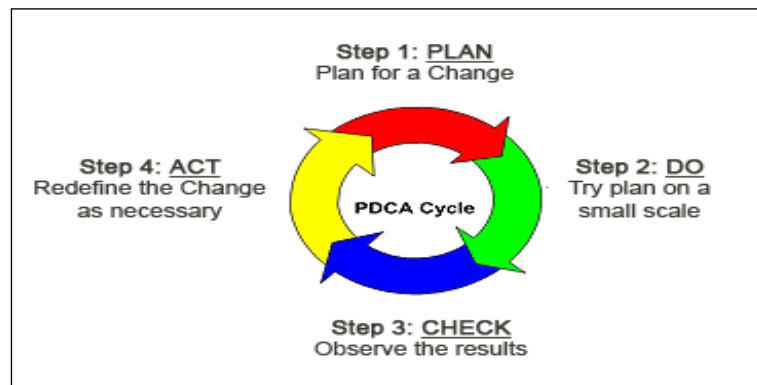 Step 1: PLAN
Plan for a Change
Step 4: ACT
Redefine the Change
as necessary
PDCA Cycle
Step 2: DO
Try plan on a
small scale
Step 3: CHECK
Observe the results